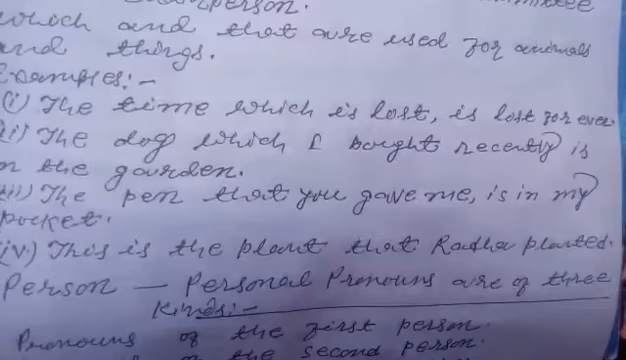 which and that are used for animals
and things.
Examples:-
(i) The time which is lost, is lost for ever.
(ii) The dog which I bought recently is
in the garden.
(iii) The pen that you gave me, is in my
pocket.
(iv) This is the plant that Radha planted.
Person — Personal Pronouns are of three
Kinds:-
Pronouns of the first person.
of the second person.